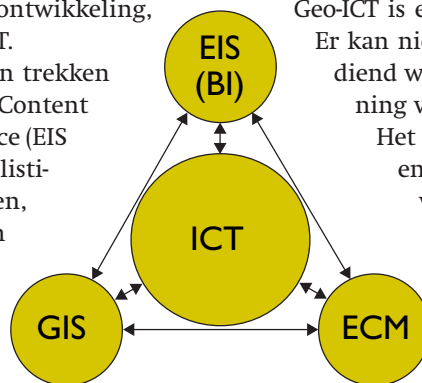 ontwikkeling,
T.
n trekken
Content
ce (EIS
listi-
en,
n
EIS
(BI)
ICT
GIS
ECM
Geo-ICT is e
Er kan nie
diend w
ning v
Het
en
v